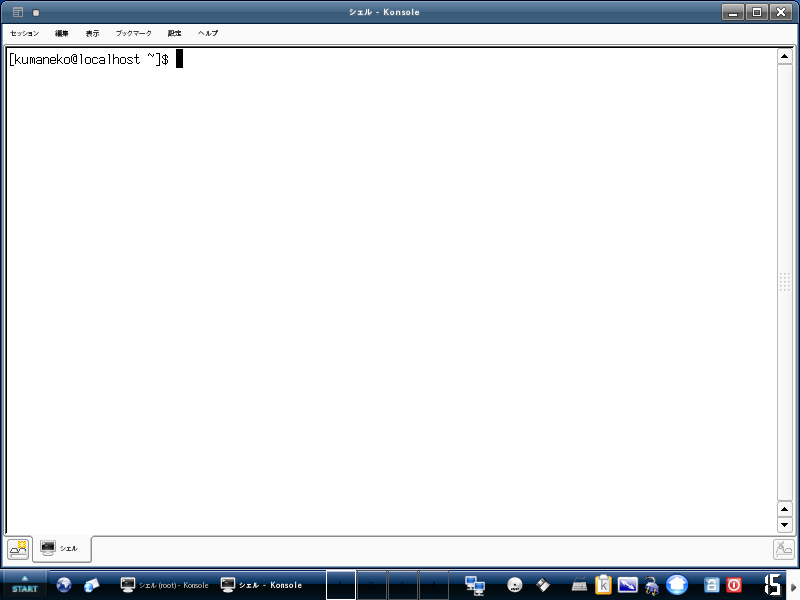 シェル - Konsole
セッション 編集 表示 ブックマーク 設定 ヘルプ
[kumaneko@localhost ~]$
シェル
START シェル (root) - Konsole シェル - Konsole 15